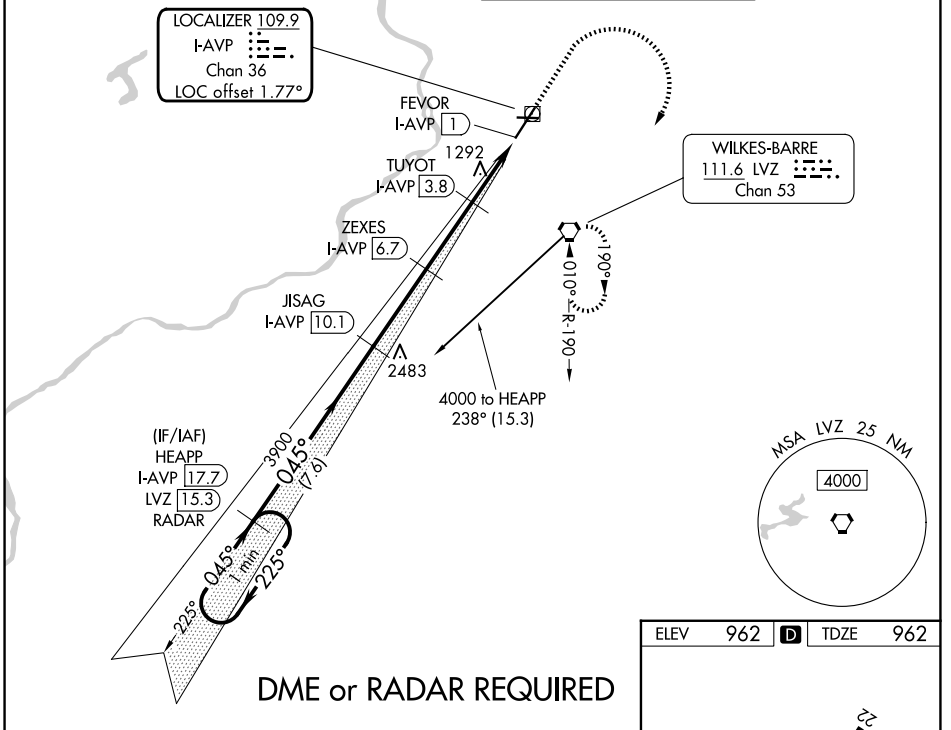 LOCALIZER 109.9
I-AVP
Chan 36
LOC offset 1.77°
FEVOR
I-AVP 1
1292
TUYOT
I-AVP 3.8
WILKES-BARRE
111.6 LVZ
Chan 53
ZEXES
I-AVP 6.7
190°
010°
R-190
JISAG
I-AVP 10.1
2483
4000 to HEAPP
238° (15.3)
(IF/IAF)
HEAPP
I-AVP 17.7
LVZ 15.3
RADAR
3900
045°
(7.6)
MSA LVZ 25 NM
4000
045°
1 min
225°
225°
ELEV 962 D TDZE 962
DME or RADAR REQUIRED
22